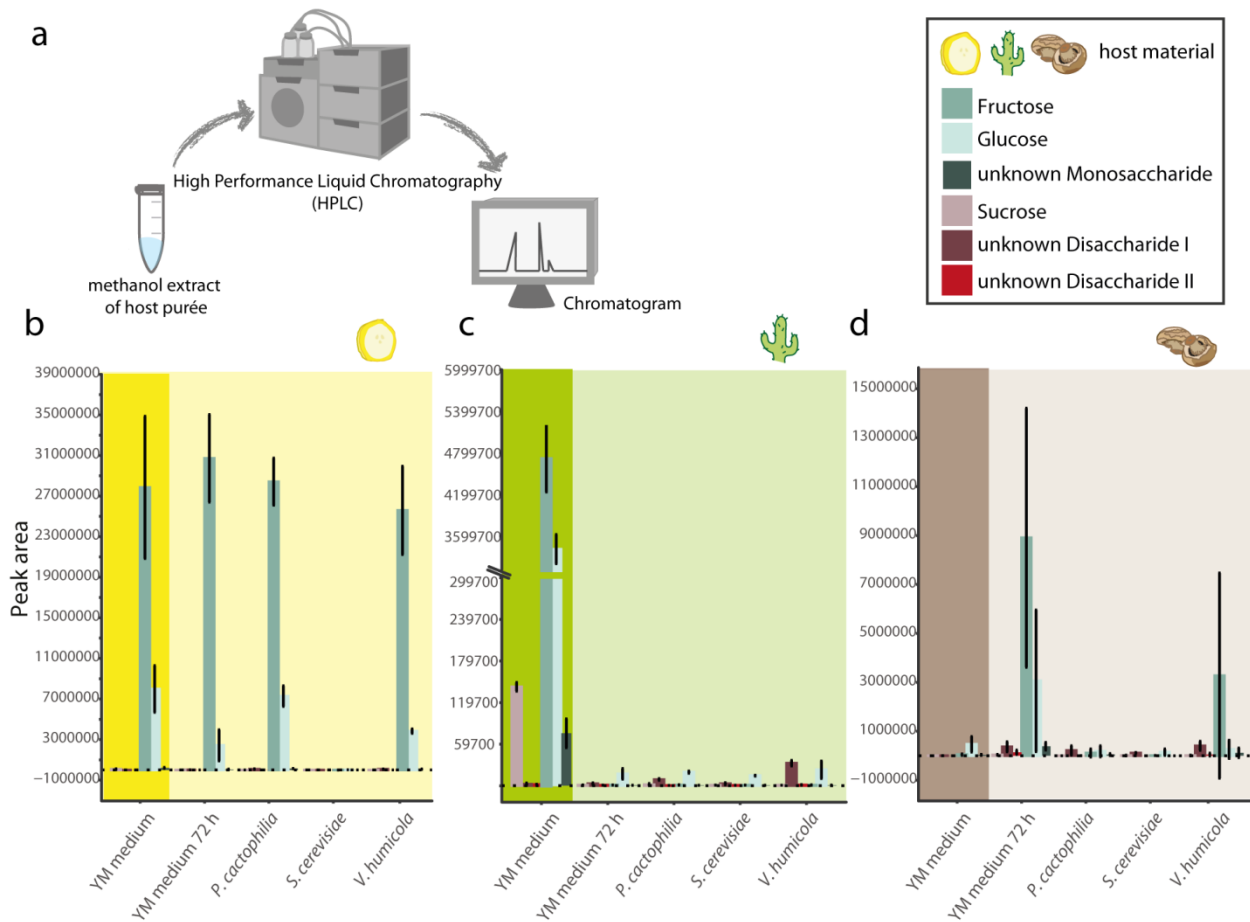 a
High Performance Liquid Chromatography
(HPLC)
methanol extract
of host purée
Chromatogram
host material
Fructose
Glucose
unknown Monosaccharide
Sucrose
unknown Disaccharide I
unknown Disaccharide II
b
Peak area
39000000
35000000
31000000
27000000
23000000
19000000
15000000
11000000
7000000
3000000
−1000000
YM medium
YM medium 72 h
P. cactophilia
S. cerevisiae
V. humicola
c
5999700
5399700
4799700
4199700
3599700
299700
239700
179700
119700
59700
YM medium
YM Medium 72 h
P. cactophilia
S. cerevisiae
V. humicola
d
15000000
13000000
11000000
9000000
7000000
5000000
3000000
1000000
−1000000
YM medium
YM Medium 72 h
P. cactophilia
S. cerevisiae
V. humicola